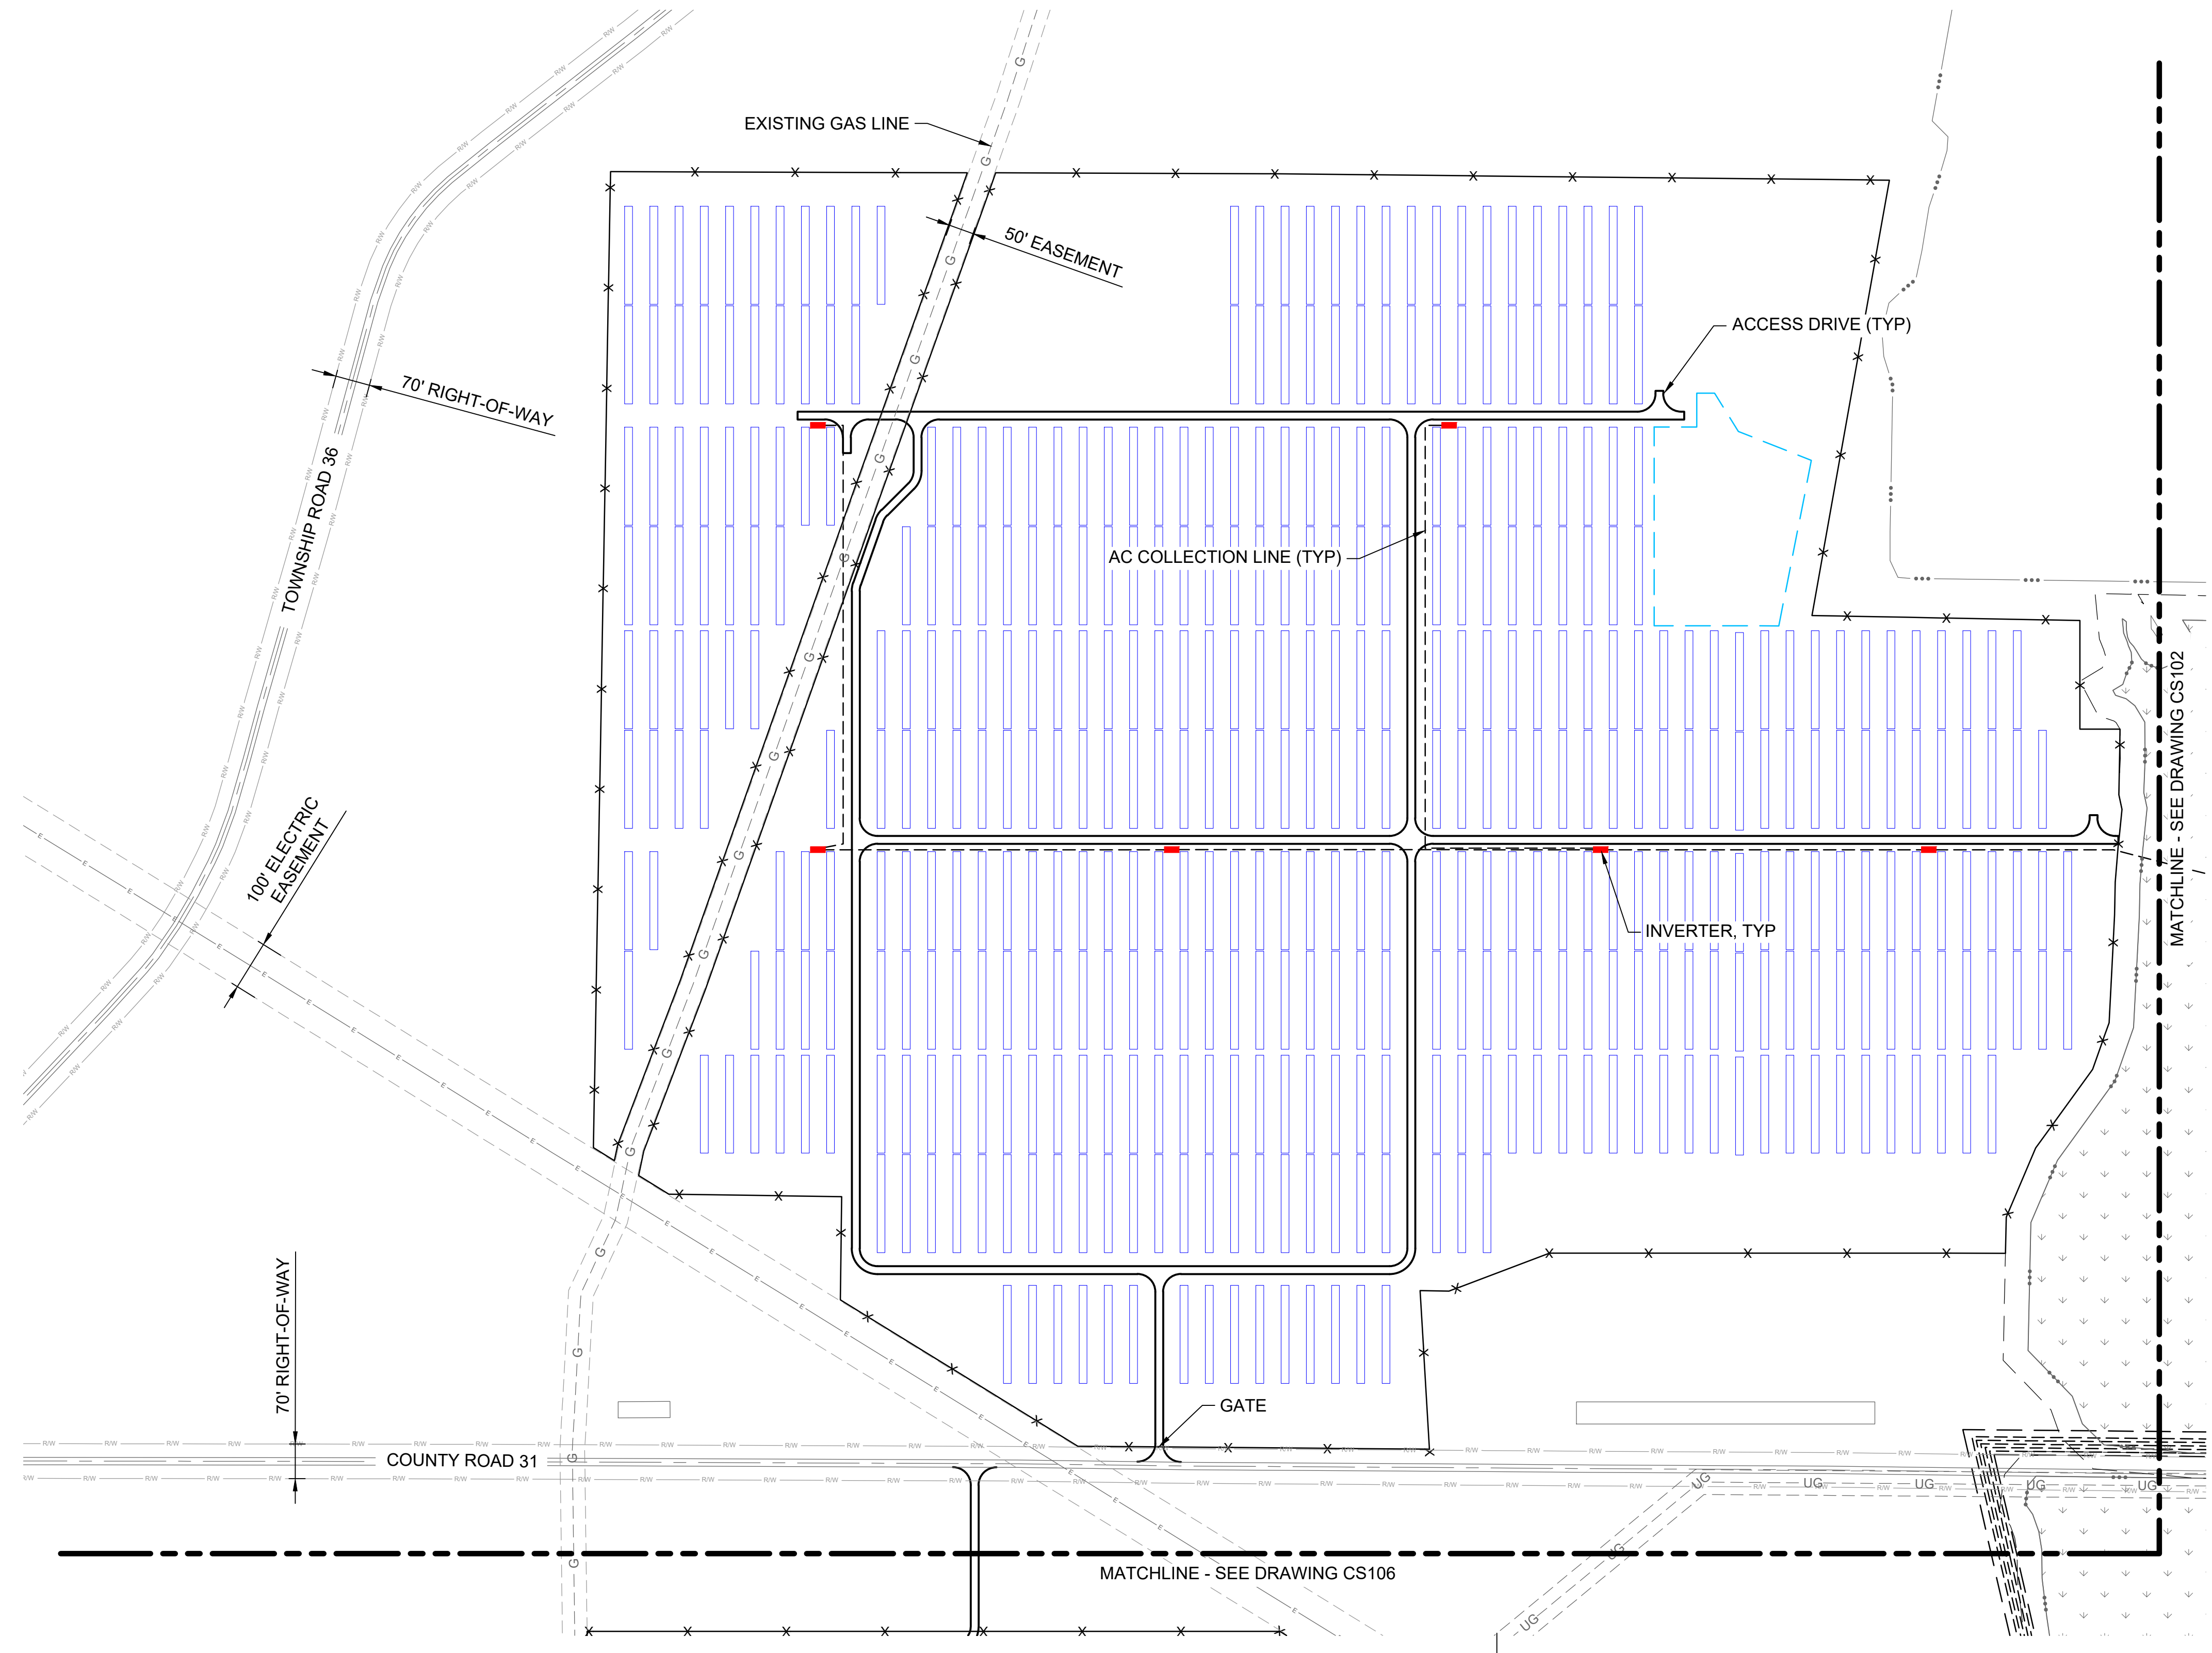 EXISTING GAS LINE
50' EASEMENT
ACCESS DRIVE (TYP)
70' RIGHT-OF-WAY
TOWNSHIP ROAD 36
AC COLLECTION LINE (TYP)
MATCHLINE - SEE DRAWING CS102
100' ELECTRIC
EASEMENT
INVERTER, TYP
70' RIGHT-OF-WAY
GATE
COUNTY ROAD 31
MATCHLINE - SEE DRAWING CS106
R/W
G
E
X
UG